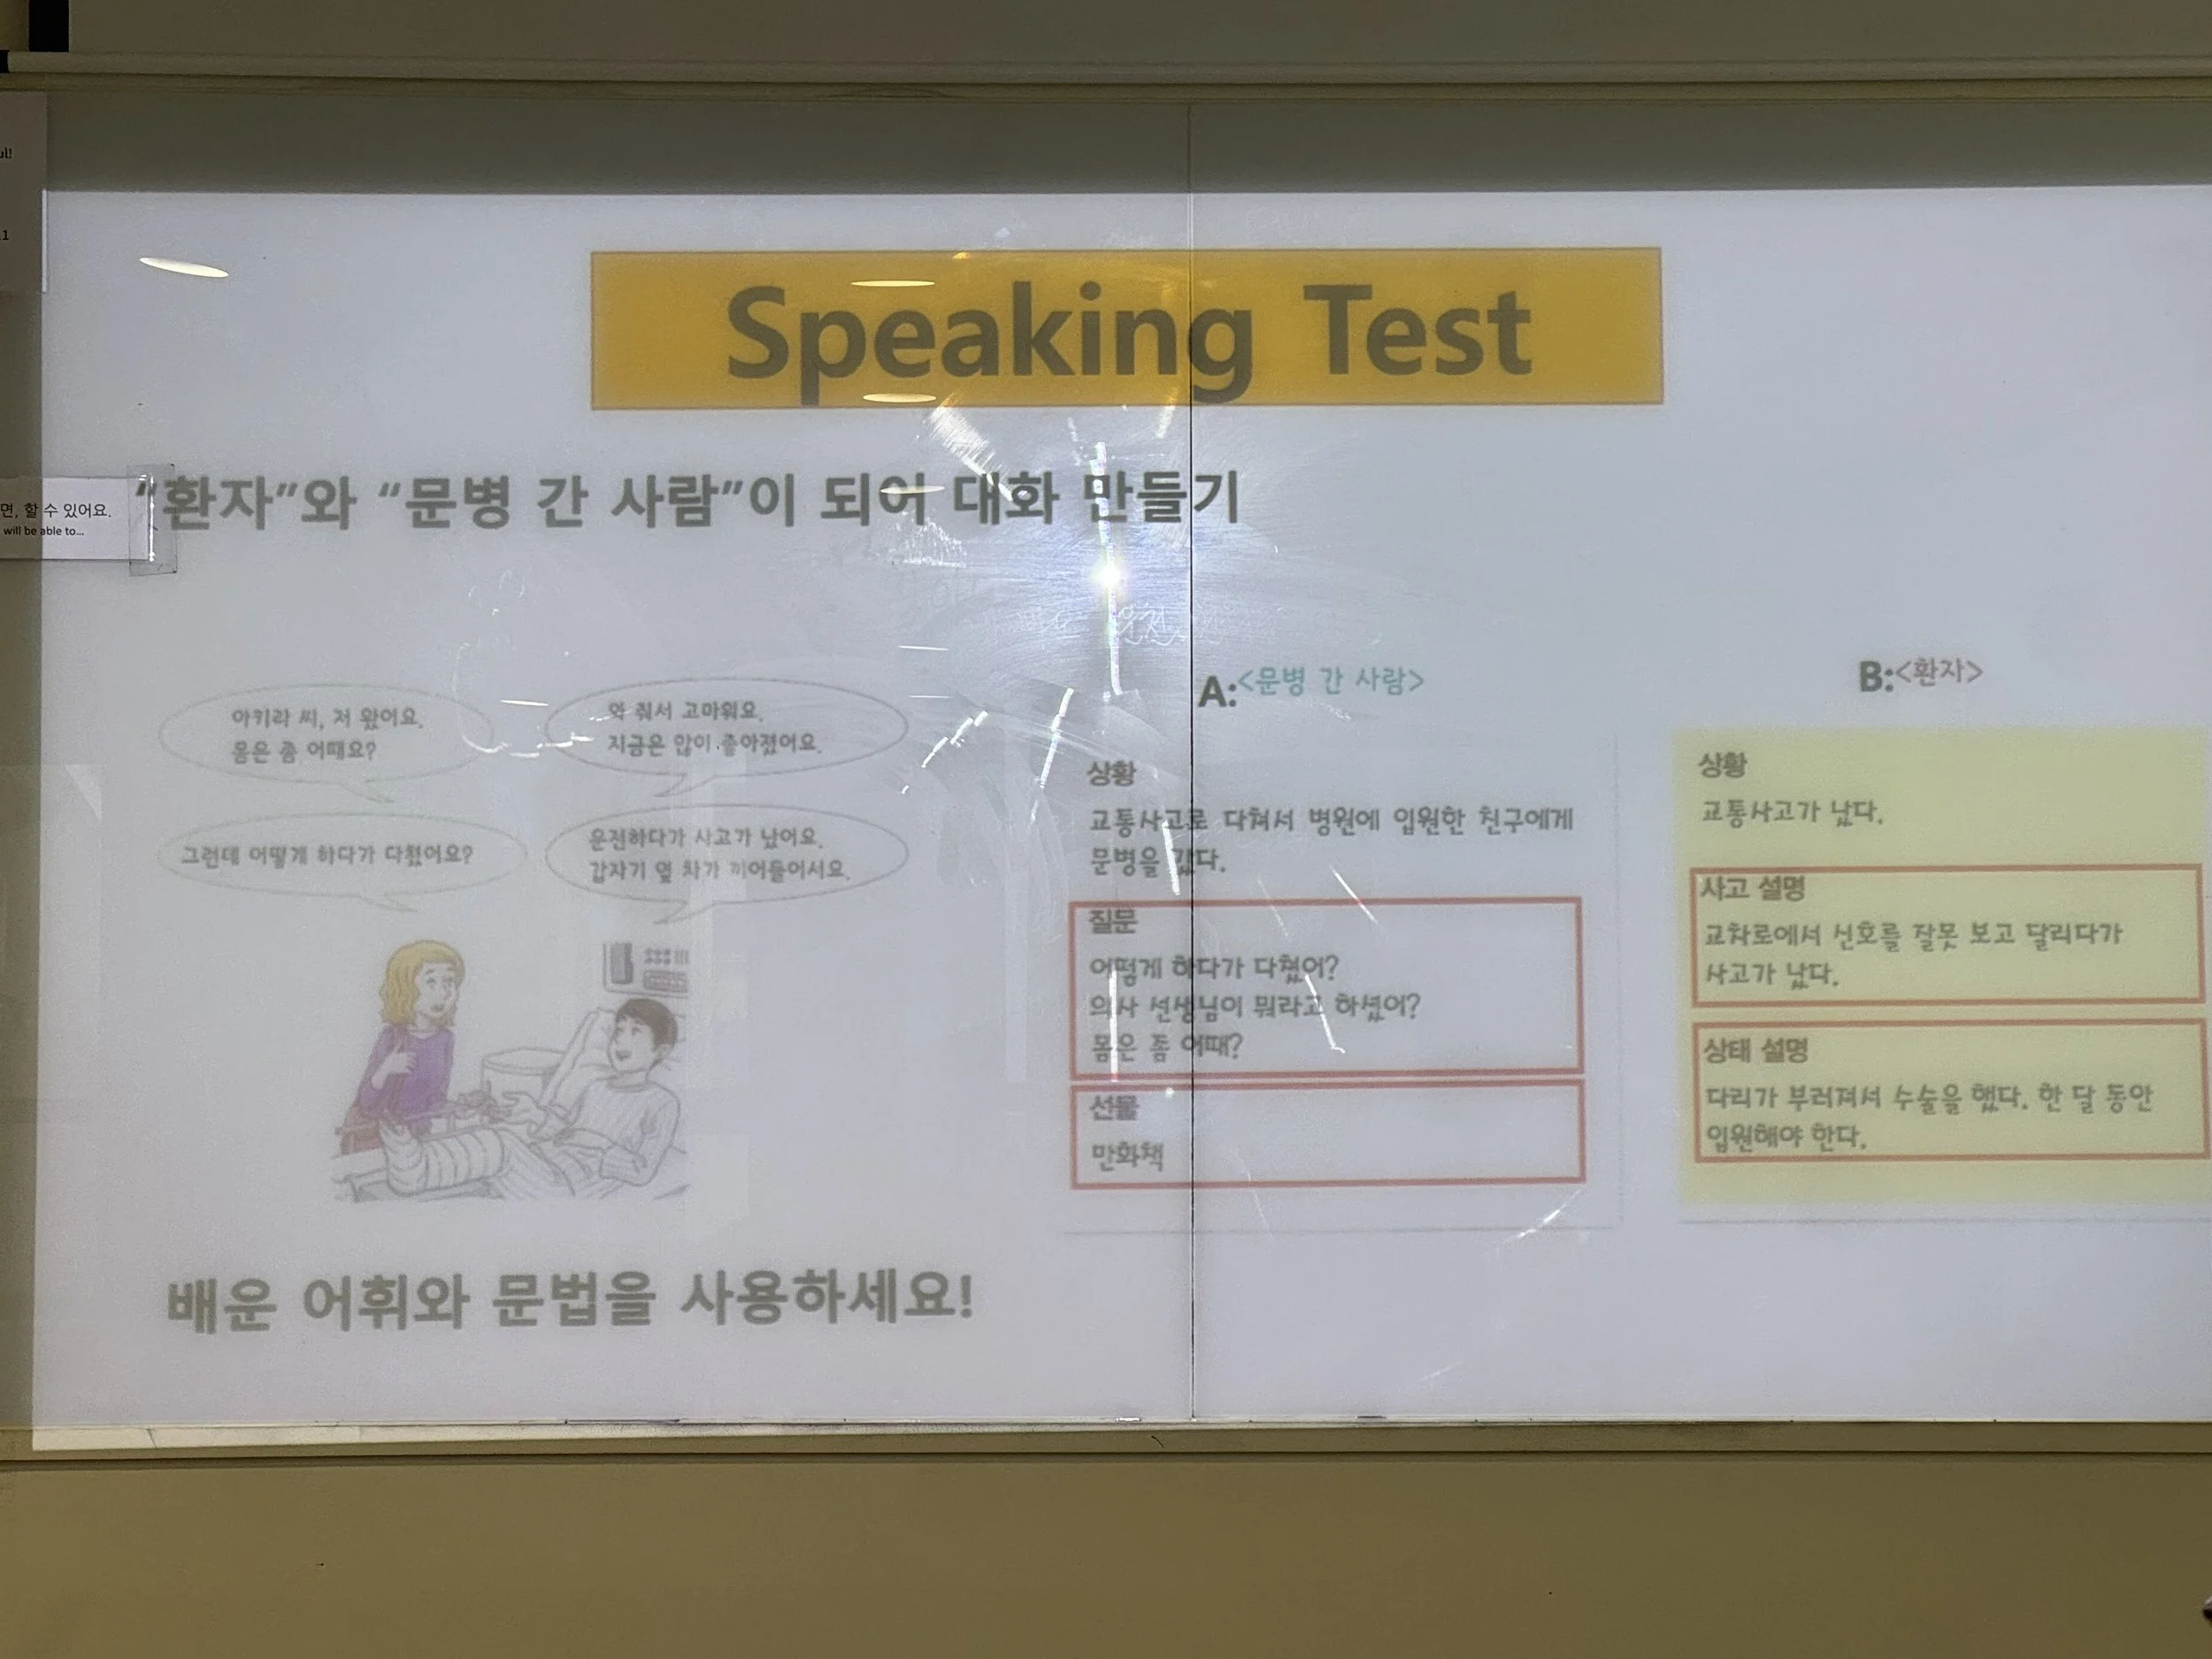 ul!
1
면, 할 수 있어요.
will be able to...
Speaking Test
“환자”와 “문병 간 사람”이 되어 대화 만들기
아키라 씨, 저 왔어요.
몸은 좀 어때요?
와 줘서 고마워요.
지금은 많이 좋아졌어요.
그런데 어떻게 하다가 다쳤어요?
운전하다가 사고가 났어요.
갑자기 옆 차가 끼어들어서요.
배운 어휘와 문법을 사용하세요!
A:<문병 간 사람>
상황
교통사고로 다쳐서 병원에 입원한 친구에게
문병을 갔다.
질문
어떻게 하다가 다쳤어?
의사 선생님이 뭐라고 하셨어?
몸은 좀 어때?
선물
만화책
B:<환자>
상황
교통사고가 났다.
사고 설명
교차로에서 신호를 잘못 보고 달리다가
사고가 났다.
상태 설명
다리가 부러져서 수술을 했다. 한 달 동안
입원해야 한다.